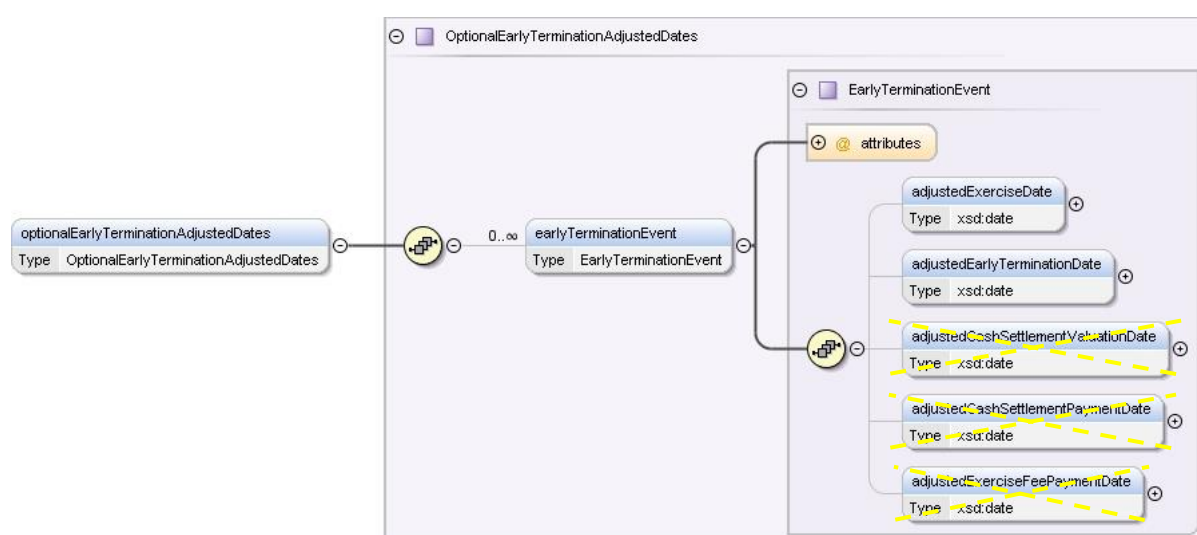 OptionalEarlyTerminationAdjustedDates
EarlyTerminationEvent
@ attributes
adjustedExerciseDate
Type xsd:date
optionalEarlyTerminationAdjustedDates
Type OptionalEarlyTerminationAdjustedDates
0..∞
earlyTerminationEvent
Type EarlyTerminationEvent
adjustedEarlyTerminationDate
Type xsd:date
adjustedCashSettlementValuationDate
Type xsd:date
adjustedCashSettlementPaymentDate
Type xsd:date
adjustedExerciseFeePaymentDate
Type xsd:date